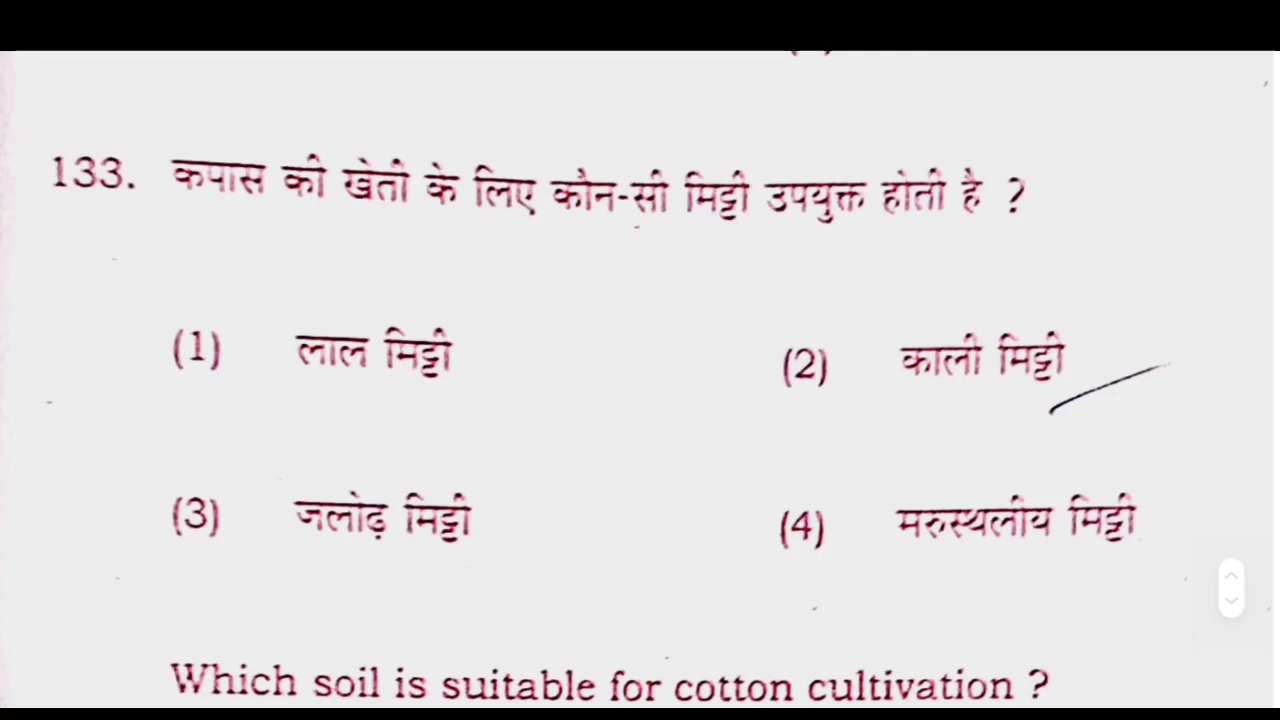 133. कपास की खेती के लिए कौन-सी मिट्टी उपयुक्त होती है ?
(1) लाल मिट्टी (2) काली मिट्टी
(3) जलोढ़ मिट्टी (4) मरुस्थलीय मिट्टी
Which soil is suitable for cotton cultivation ?